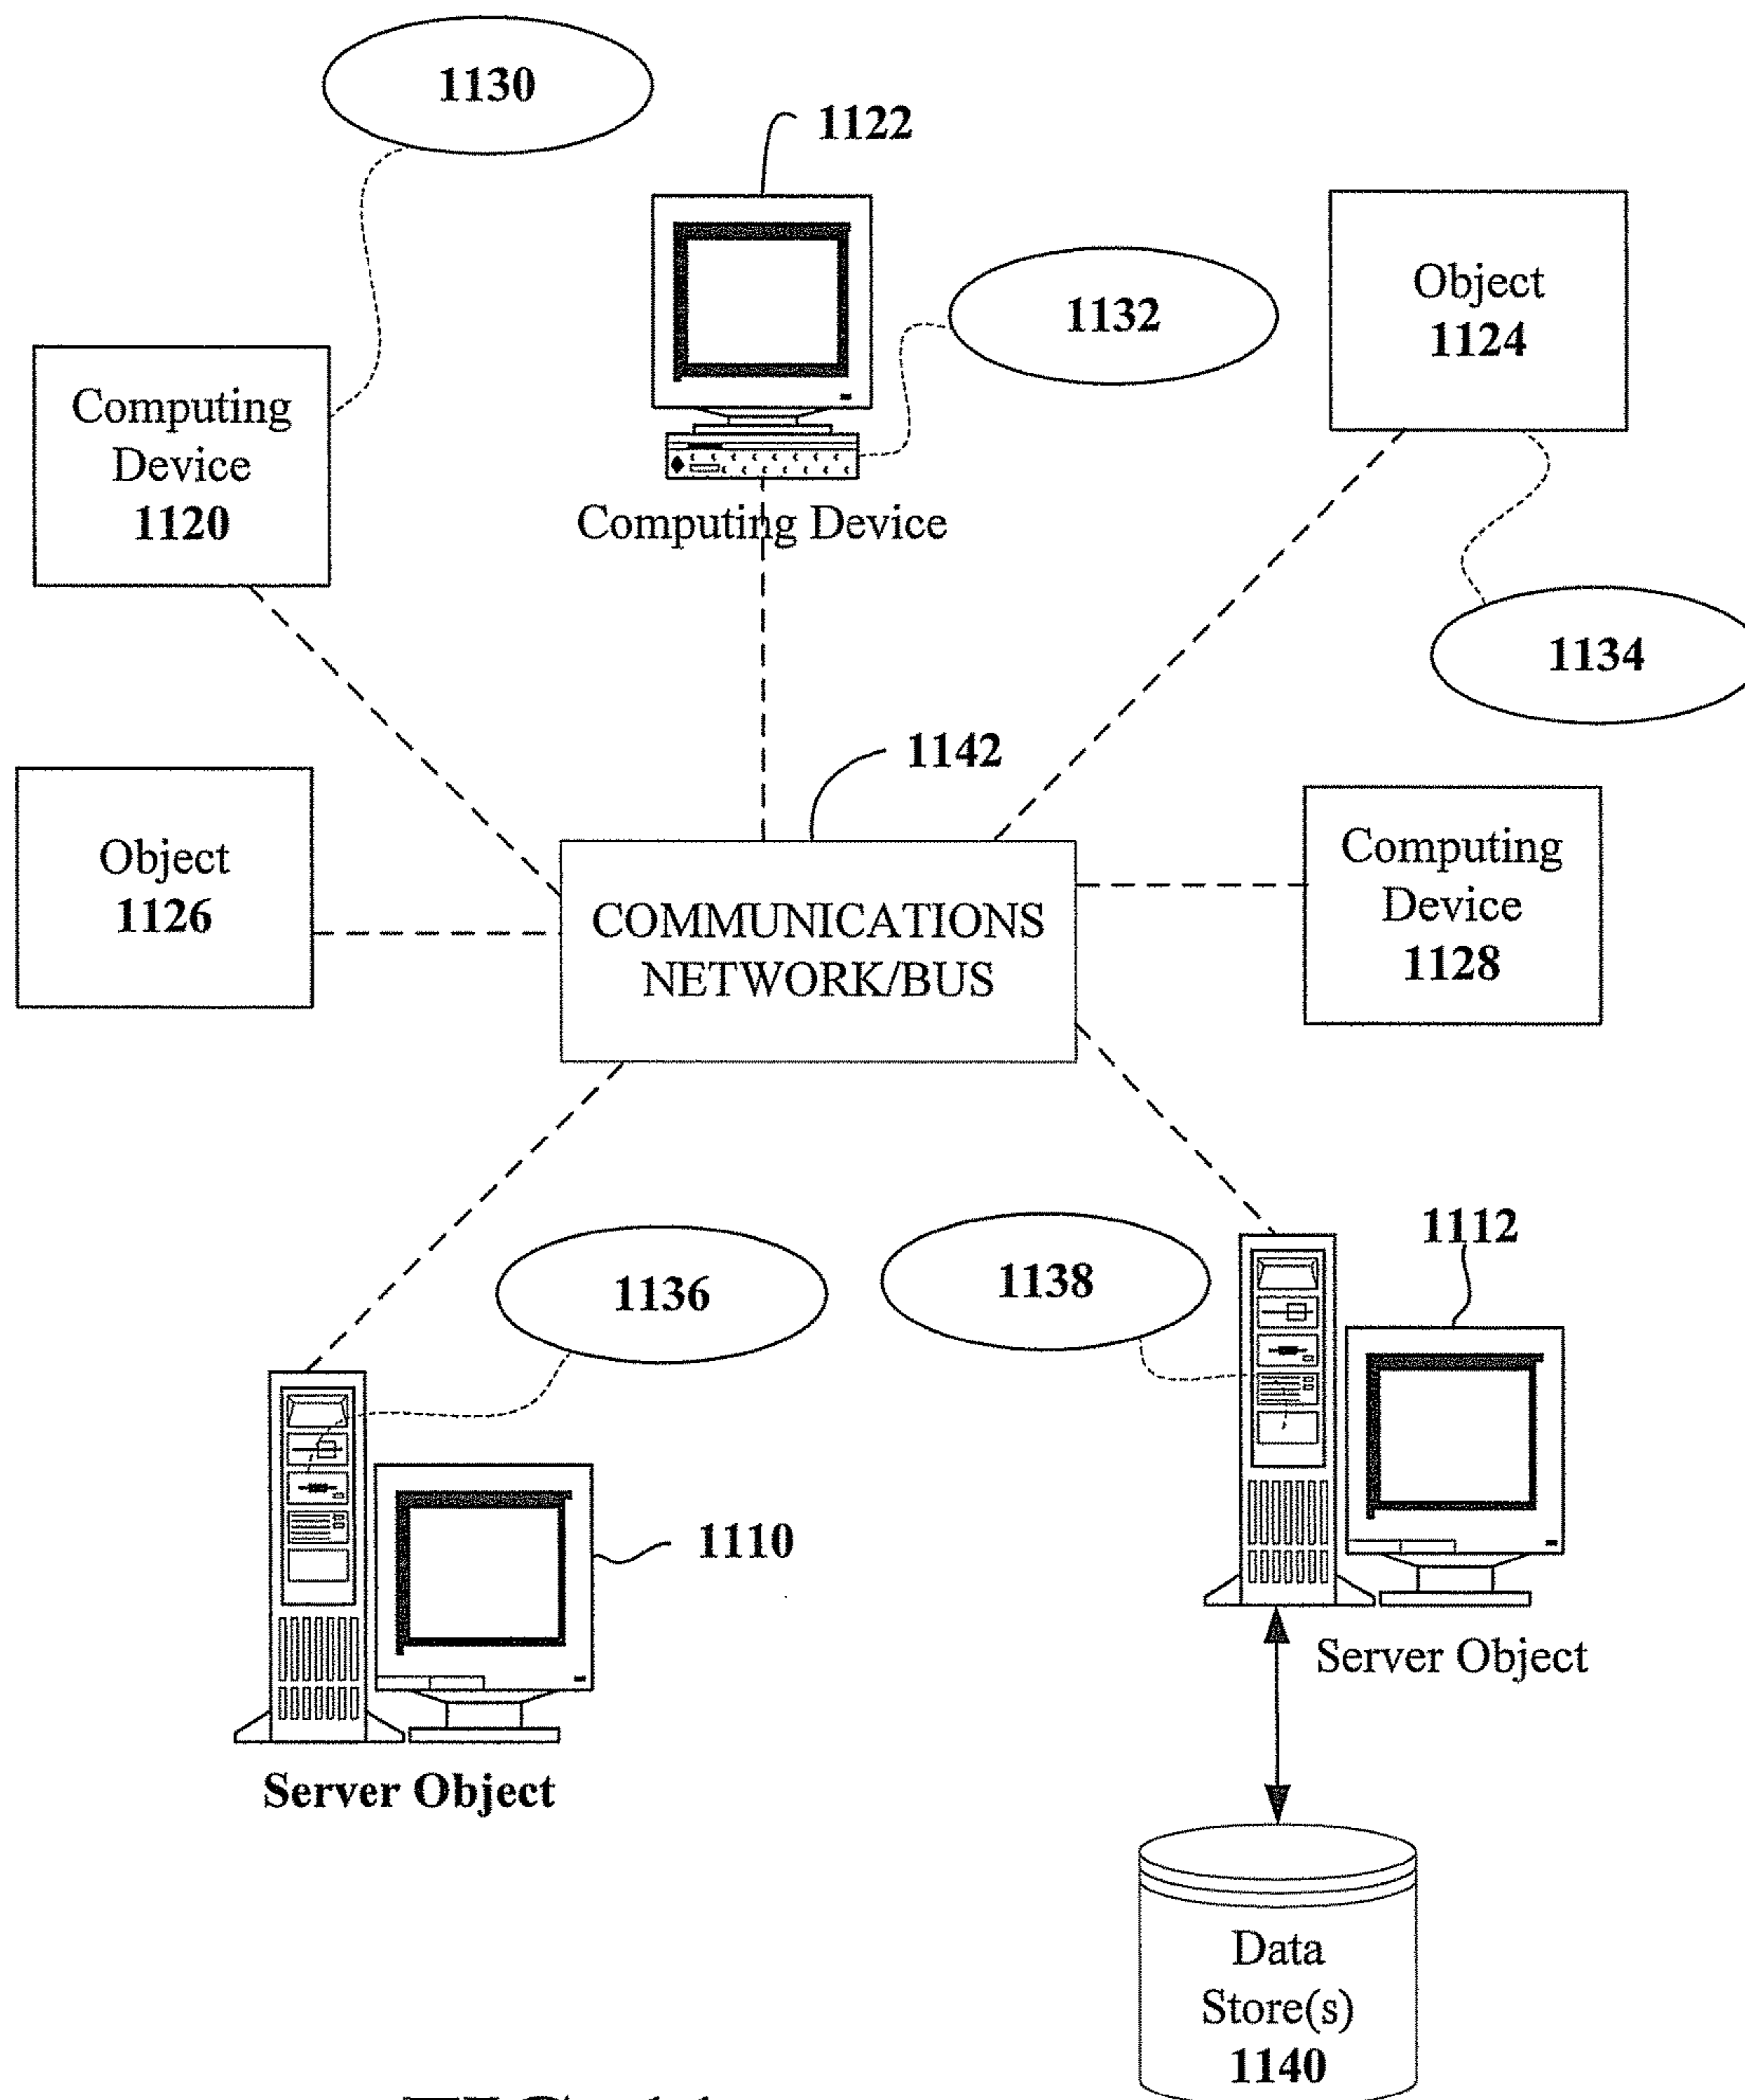 1130
1122
1132
Object
1124
Computing
Device
1120
Computing Device
1134
1142
Object
1126
COMMUNICATIONS
NETWORK/BUS
Computing
Device
1128
1136
1138
1112
1110
Server Object
Server Object
Data
Store(s)
1140